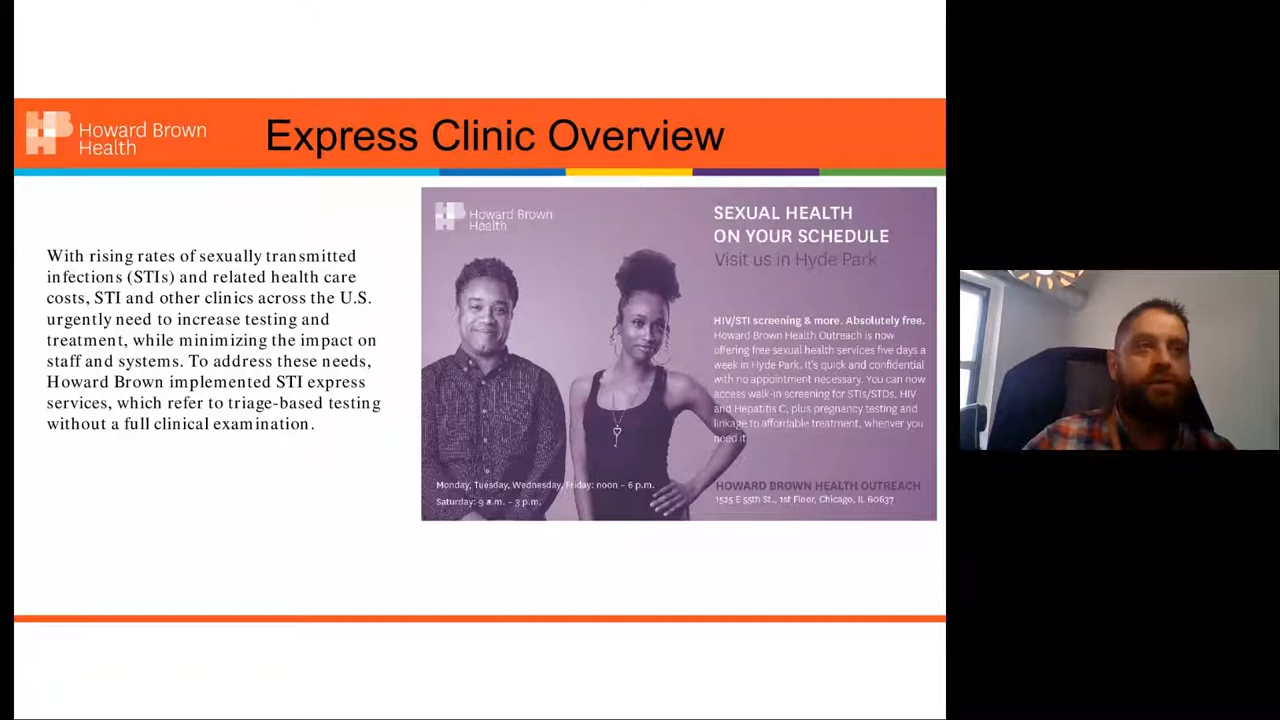 Howard Brown
Health
Express Clinic Overview
With rising rates of sexually transmitted
infections (STIs) and related health care
costs, STI and other clinics across the U.S.
urgently need to increase testing and
treatment, while minimizing the impact on
staff and systems. To address these needs,
Howard Brown implemented STI express
services, which refer to triage-based testing
without a full clinical examination.
Howard Brown
Health
SEXUAL HEALTH
ON YOUR SCHEDULE
Visit us in Hyde Park
HIV/STI screening & more. Absolutely free.
Howard Brown Health Outreach is now
offering free sexual health services five days a
week in Hyde Park. It's quick and confidential
with no appointment necessary. You can now
access walk-in screening for STIs/STDs, HIV
and Hepatitis C, plus pregnancy testing and
linkage to affordable treatment, whenever you
need it.
Monday, Tuesday, Wednesday, Friday: noon – 6 p.m.
Saturday: 9 a.m. – 3 p.m.
HOWARD BROWN HEALTH OUTREACH
1525 E 55th St., 1st Floor, Chicago, IL 60637